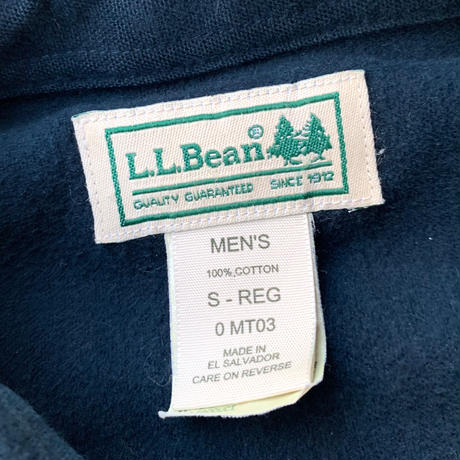 L.L.Bean®
QUALITY GUARANTEED SINCE 1912
MEN'S
100% COTTON
S - REG
0 MT03
MADE IN
EL SALVADOR
CARE ON REVERSE